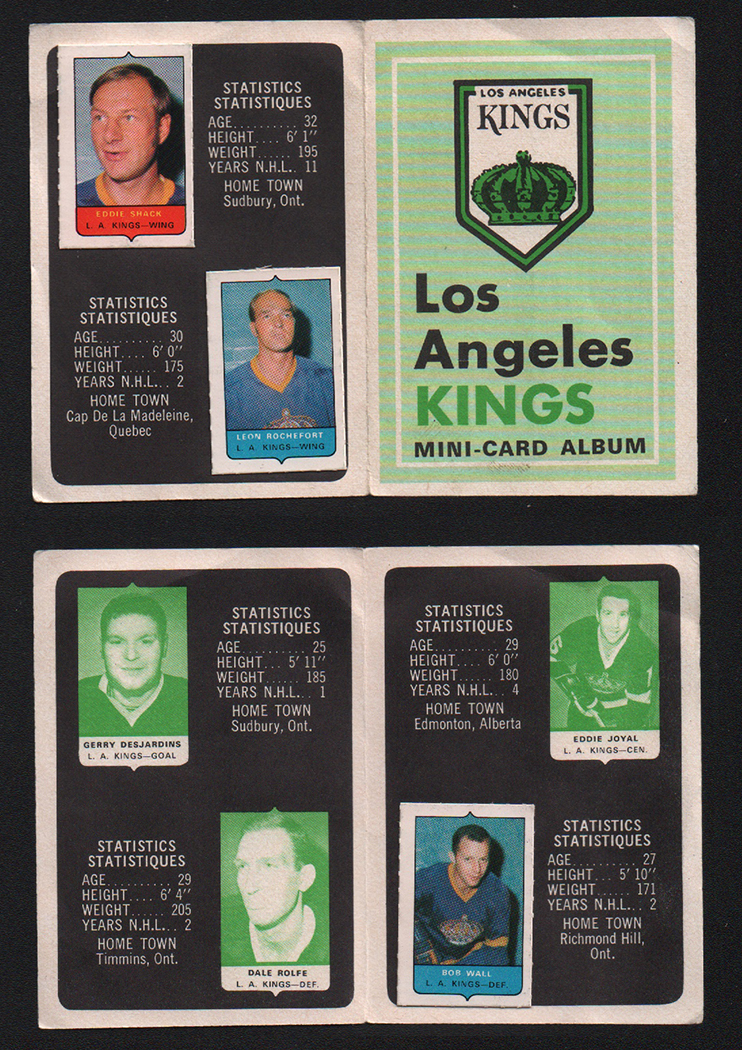 STATISTICS
STATISTIQUES
AGE.......... 32
HEIGHT.... 6' 1"
WEIGHT...... 195
YEARS N.H.L.. 11
HOME TOWN
Sudbury, Ont.
EDDIE SHACK
L. A. KINGS—WING
STATISTICS
STATISTIQUES
AGE.......... 30
HEIGHT.... 6' 0"
WEIGHT...... 175
YEARS N.H.L... 2
HOME TOWN
Cap De La Madeleine,
Quebec
LEON ROCHEFORT
L. A. KINGS—WING
LOS ANGELES
KINGS
Los
Angeles
KINGS
MINI-CARD ALBUM
STATISTICS
STATISTIQUES
AGE.......... 25
HEIGHT... 5' 11"
WEIGHT...... 185
YEARS N.H.L... 1
HOME TOWN
Sudbury, Ont.
GERRY DESJARDINS
L. A. KINGS—GOAL
STATISTICS
STATISTIQUES
AGE.......... 29
HEIGHT.... 6' 4"
WEIGHT...... 205
YEARS N.H.L... 2
HOME TOWN
Timmins, Ont.
DALE ROLFE
L. A. KINGS—DEF.
STATISTICS
STATISTIQUES
AGE.......... 29
HEIGHT.... 6' 0"
WEIGHT...... 180
YEARS N.H.L... 4
HOME TOWN
Edmonton, Alberta
EDDIE JOYAL
L. A. KINGS—CEN.
STATISTICS
STATISTIQUES
AGE.......... 27
HEIGHT... 5' 10"
WEIGHT...... 171
YEARS N.H.L... 2
HOME TOWN
Richmond Hill,
Ont.
BOB WALL
L. A. KINGS—DEF.